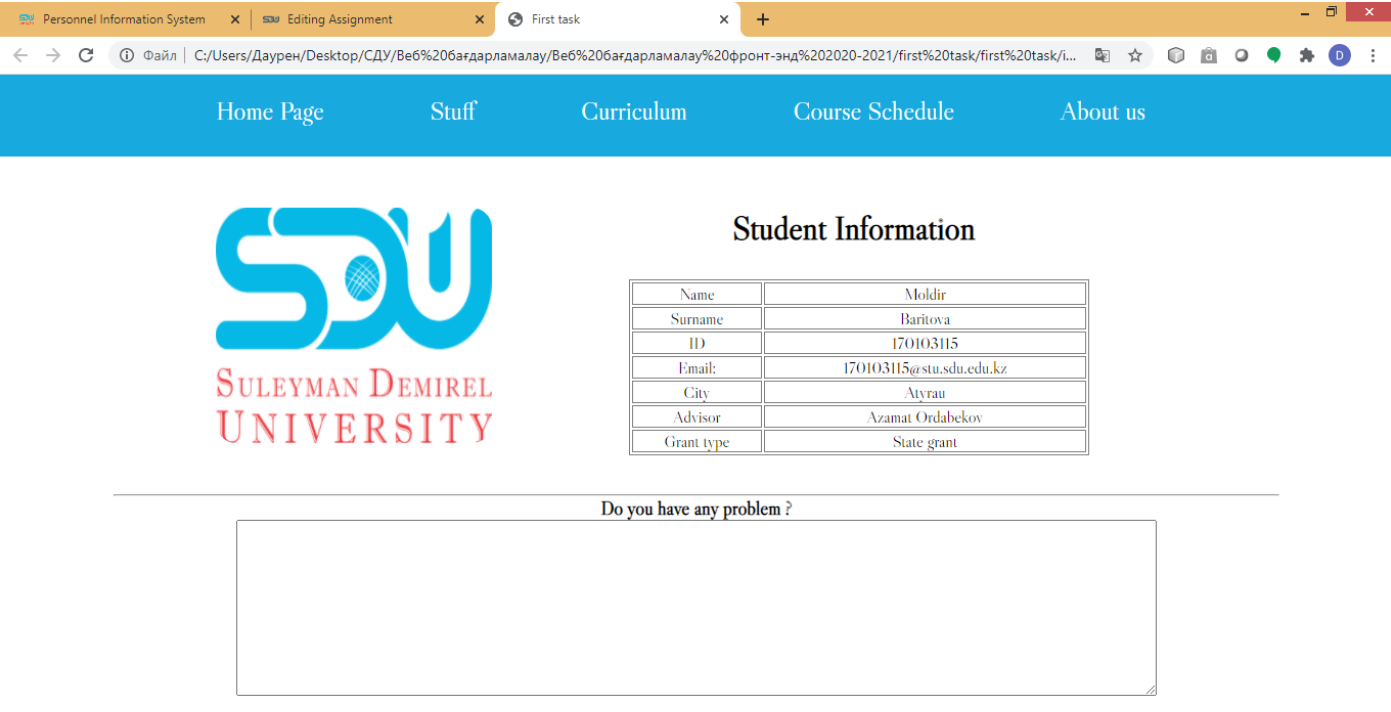 Personnel Information System
Editing Assignment
First task
Файл C:/Users/Даурен/Desktop/СДУ/Веб%20бағдарламалау/Веб%20бағдарламалау%20фронт-энд%202020-2021/first%20task/first%20task/i...
D
Home Page Stuff Curriculum Course Schedule About us
SDU
SULEYMAN DEMIREL
UNIVERSITY
Student Information
Name Moldir
Surname Baritova
ID 170103115
Email: 170103115@stu.sdu.edu.kz
City Atyrau
Advisor Azamat Ordabekov
Grant type State grant
Do you have any problem ?